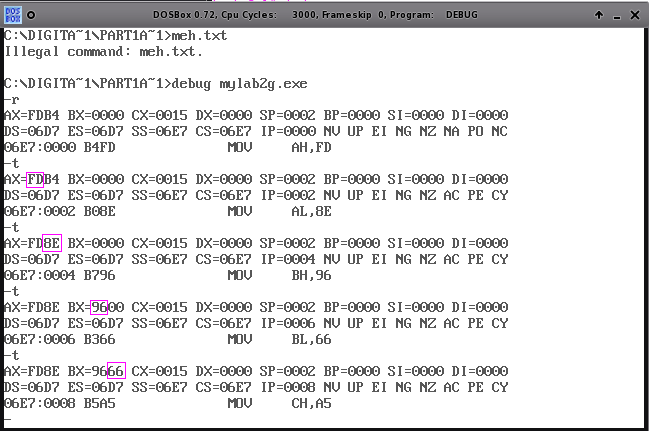 DOS BOX DOSBox 0.72, Cpu Cycles: 3000, Frameskip 0, Program: DEBUG
C:\DIGITA~1\PART1A~1>meh.txt
Illegal command: meh.txt.
C:\DIGITA~1\PART1A~1>debug mylab2g.exe
-r
AX=FDB4 BX=0000 CX=0015 DX=0000 SP=0002 BP=0000 SI=0000 DI=0000
DS=06D7 ES=06D7 SS=06E7 CS=06E7 IP=0000 NV UP EI NG NZ NA PO NC
06E7:0000 B4FD MOV AH,FD
-t
AX=FDB4 BX=0000 CX=0015 DX=0000 SP=0002 BP=0000 SI=0000 DI=0000
DS=06D7 ES=06D7 SS=06E7 CS=06E7 IP=0002 NV UP EI NG NZ AC PE CY
06E7:0002 B08E MOV AL,8E
-t
AX=FD8E BX=0000 CX=0015 DX=0000 SP=0002 BP=0000 SI=0000 DI=0000
DS=06D7 ES=06D7 SS=06E7 CS=06E7 IP=0004 NV UP EI NG NZ AC PE CY
06E7:0004 B796 MOV BH,96
-t
AX=FD8E BX=9600 CX=0015 DX=0000 SP=0002 BP=0000 SI=0000 DI=0000
DS=06D7 ES=06D7 SS=06E7 CS=06E7 IP=0006 NV UP EI NG NZ AC PE CY
06E7:0006 B366 MOV BL,66
-t
AX=FD8E BX=9666 CX=0015 DX=0000 SP=0002 BP=0000 SI=0000 DI=0000
DS=06D7 ES=06D7 SS=06E7 CS=06E7 IP=0008 NV UP EI NG NZ AC PE CY
06E7:0008 B5A5 MOV CH,A5
-